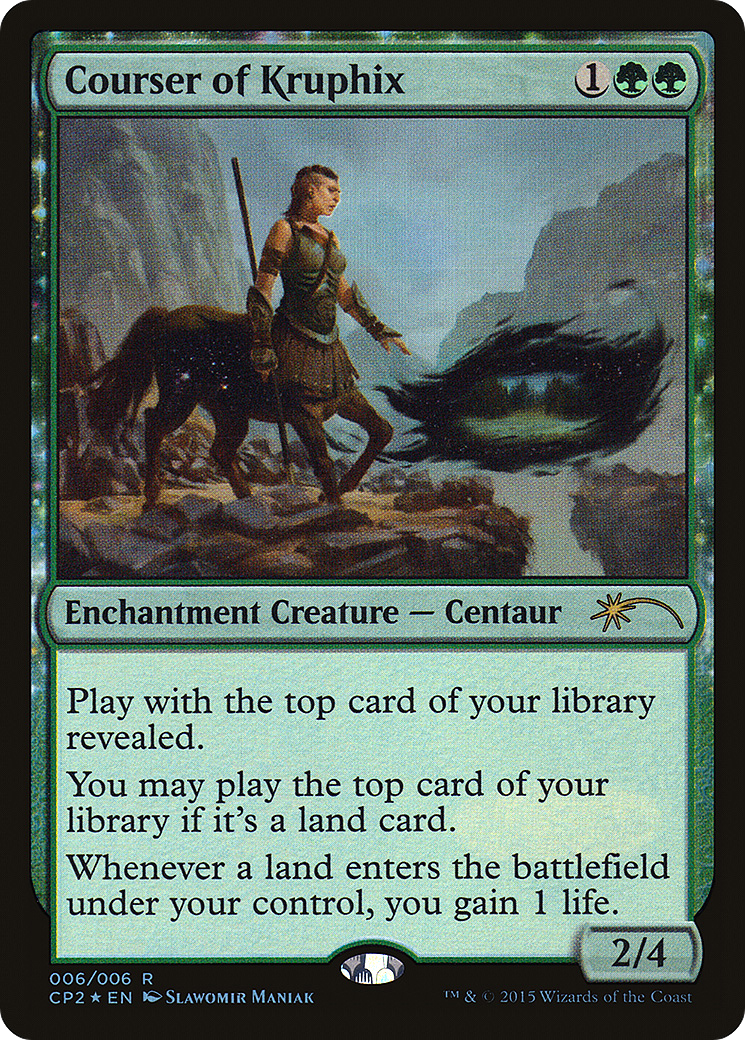 Courser of Kruphix 1
Enchantment Creature — Centaur
Play with the top card of your library
revealed.
You may play the top card of your
library if it's a land card.
Whenever a land enters the battlefield
under your control, you gain 1 life.
2/4
006/006 R
CP2 ★ EN Slawomir Maniak
™ & © 2015 Wizards of the Coast